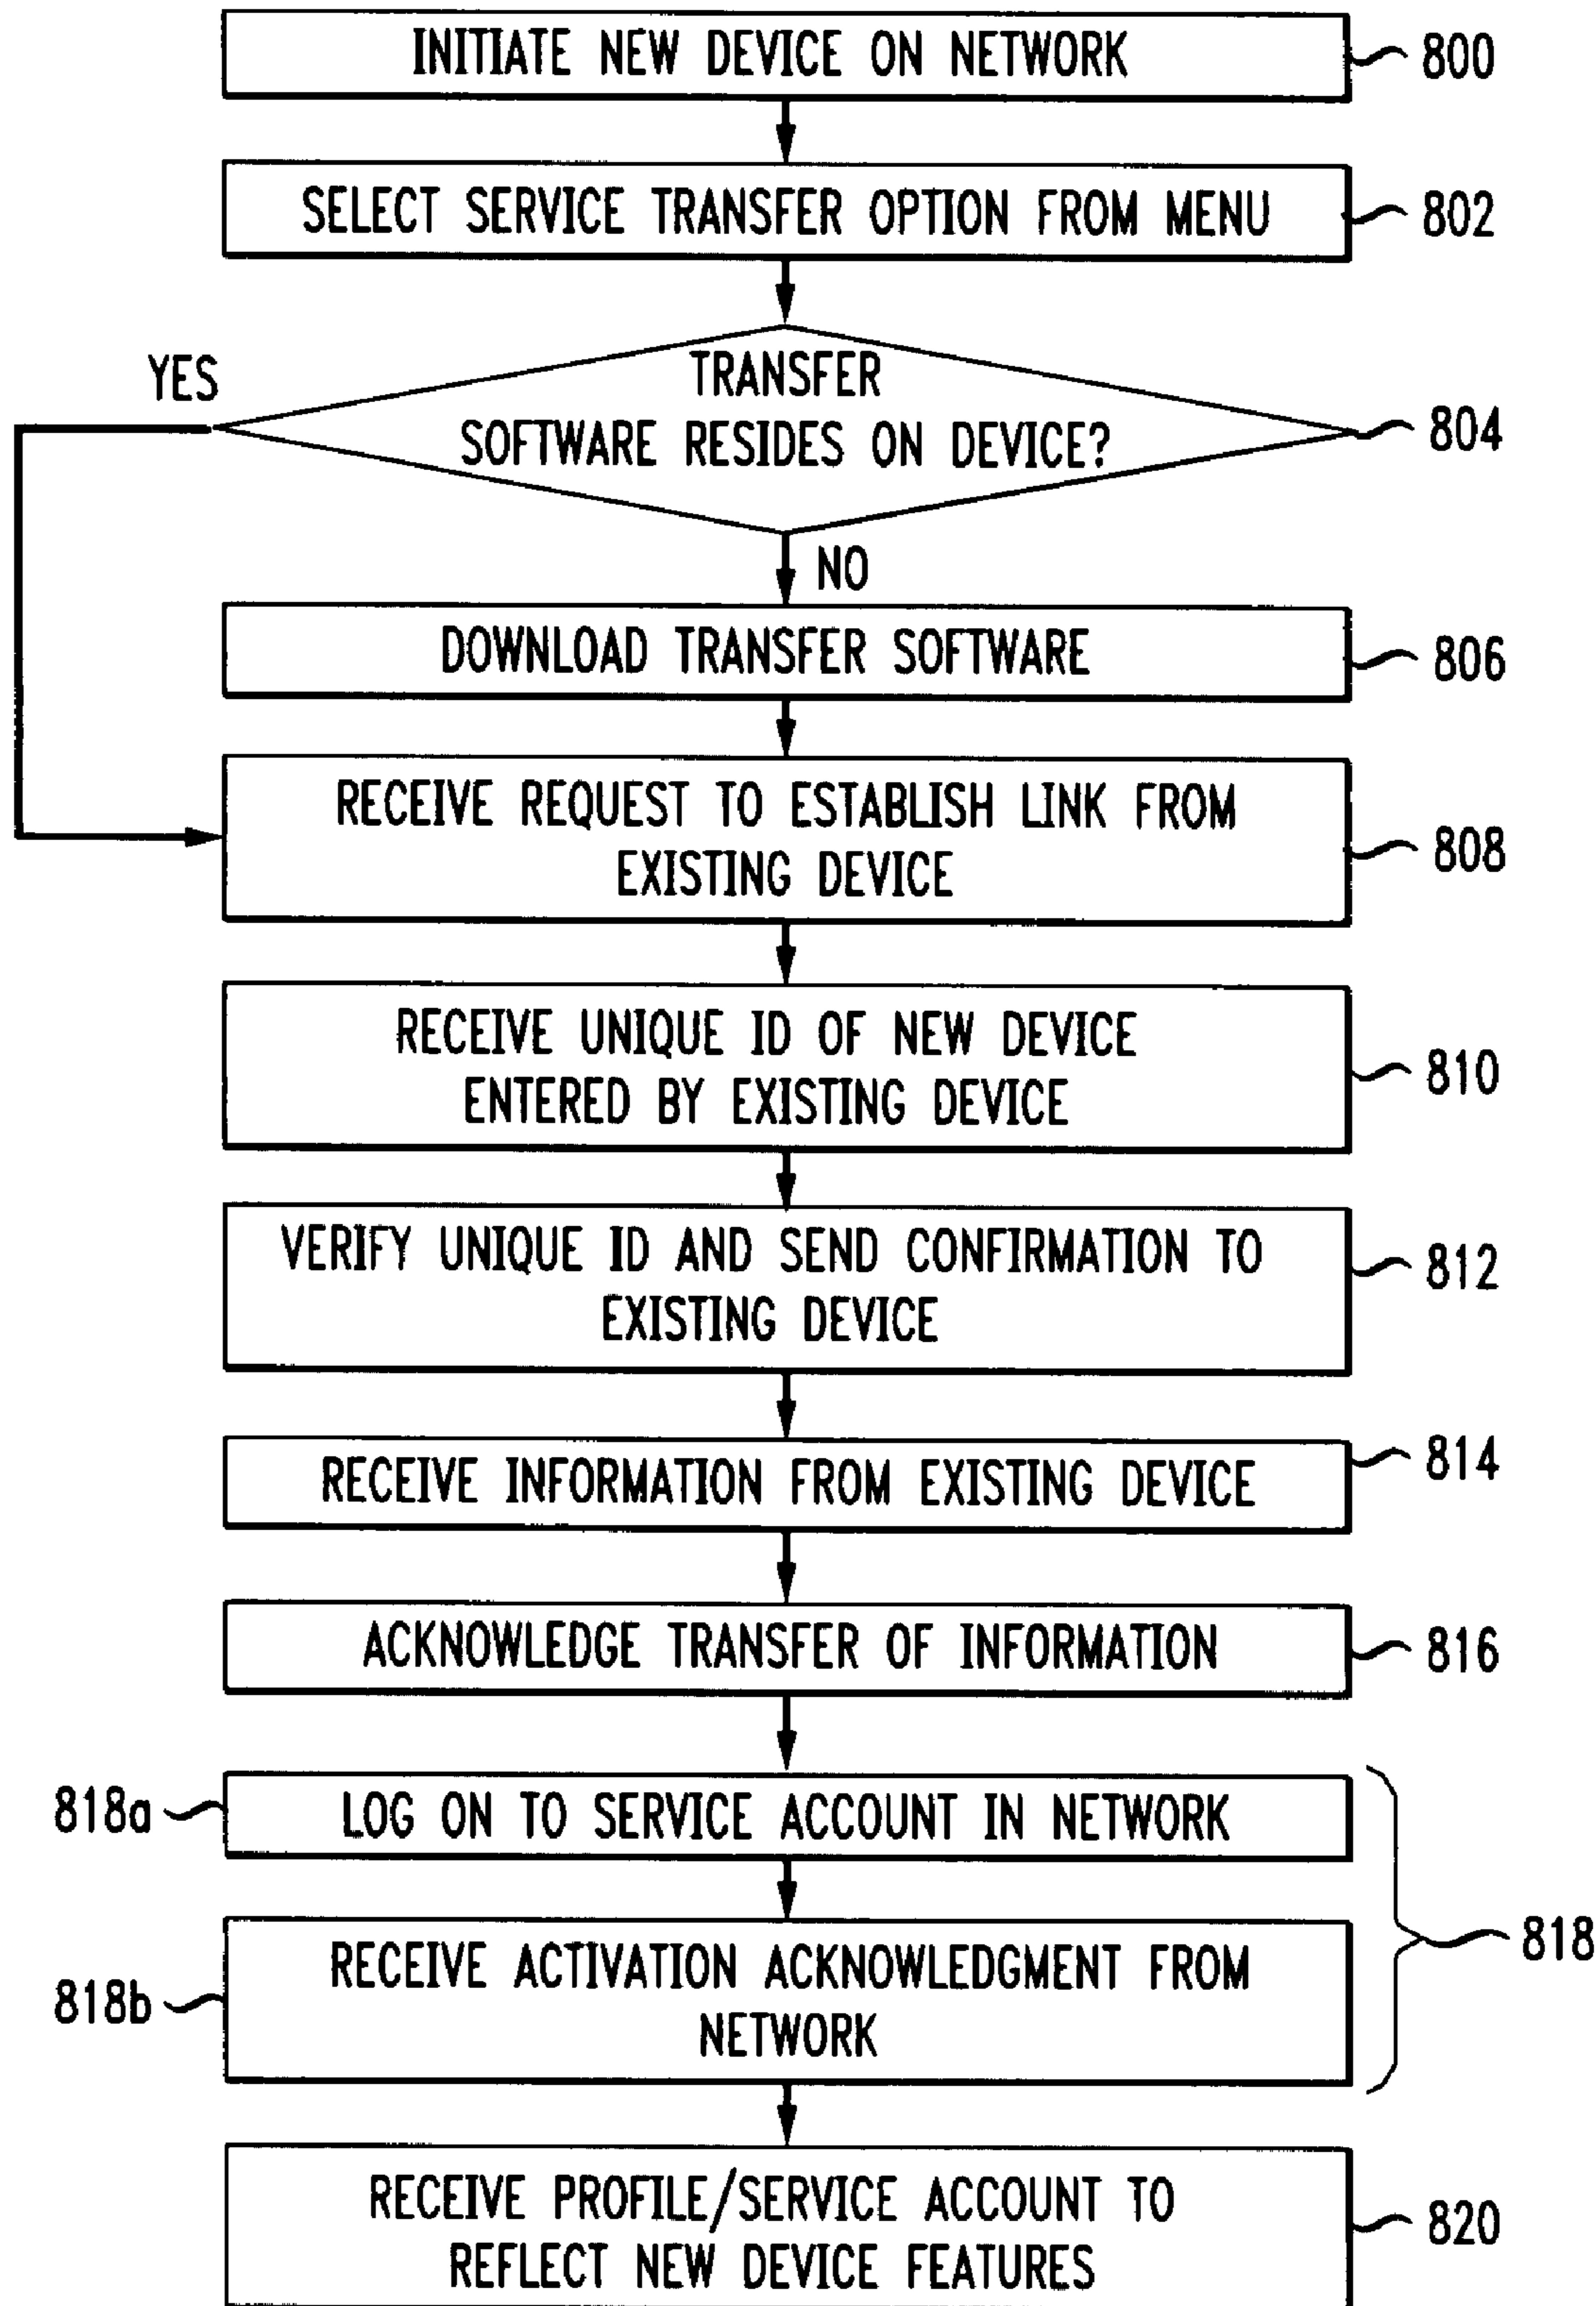 INITIATE NEW DEVICE ON NETWORK
800
SELECT SERVICE TRANSFER OPTION FROM MENU
802
YES
TRANSFER
SOFTWARE RESIDES ON DEVICE?
804
NO
DOWNLOAD TRANSFER SOFTWARE
806
RECEIVE REQUEST TO ESTABLISH LINK FROM
EXISTING DEVICE
808
RECEIVE UNIQUE ID OF NEW DEVICE
ENTERED BY EXISTING DEVICE
810
VERIFY UNIQUE ID AND SEND CONFIRMATION TO
EXISTING DEVICE
812
RECEIVE INFORMATION FROM EXISTING DEVICE
814
ACKNOWLEDGE TRANSFER OF INFORMATION
816
818a
LOG ON TO SERVICE ACCOUNT IN NETWORK
818b
RECEIVE ACTIVATION ACKNOWLEDGMENT FROM
NETWORK
818
RECEIVE PROFILE/SERVICE ACCOUNT TO
REFLECT NEW DEVICE FEATURES
820